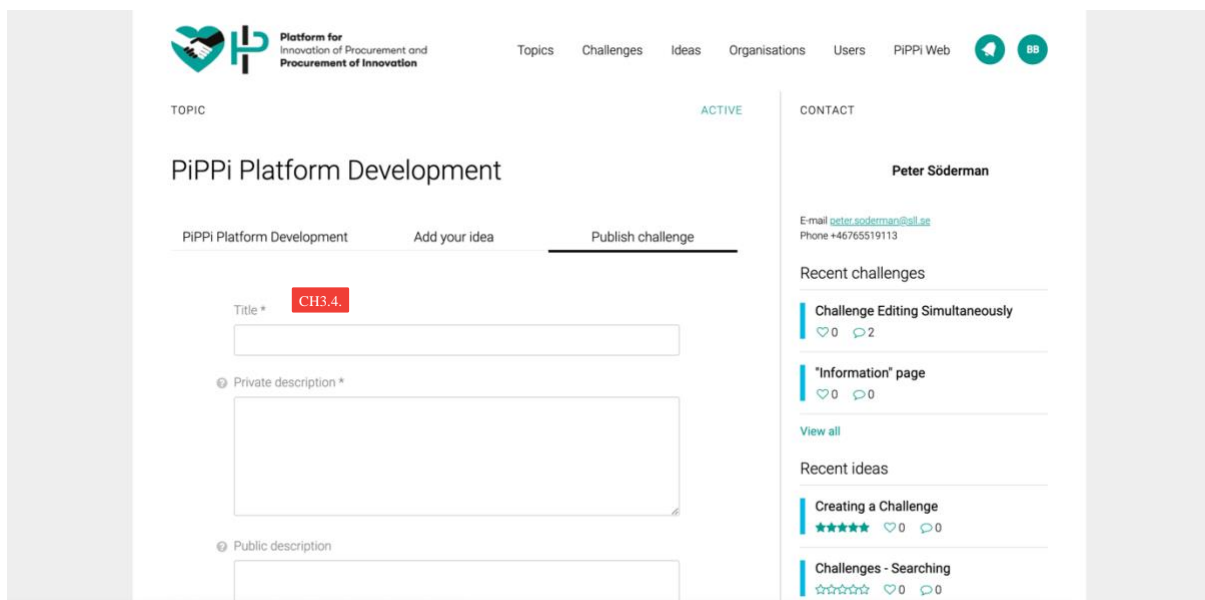 Platform for
Innovation of Procurement and
Procurement of Innovation
Topics Challenges Ideas Organisations Users PiPPi Web BB
TOPIC ACTIVE
PiPPi Platform Development
PiPPi Platform Development Add your idea Publish challenge
Title * CH3.4.
Private description *
Public description
CONTACT
Peter Söderman
E-mail peter.soderman@sll.se
Phone +46765519113
Recent challenges
Challenge Editing Simultaneously
0 2
"Information" page
0 0
View all
Recent ideas
Creating a Challenge
0 0
Challenges - Searching
0 0